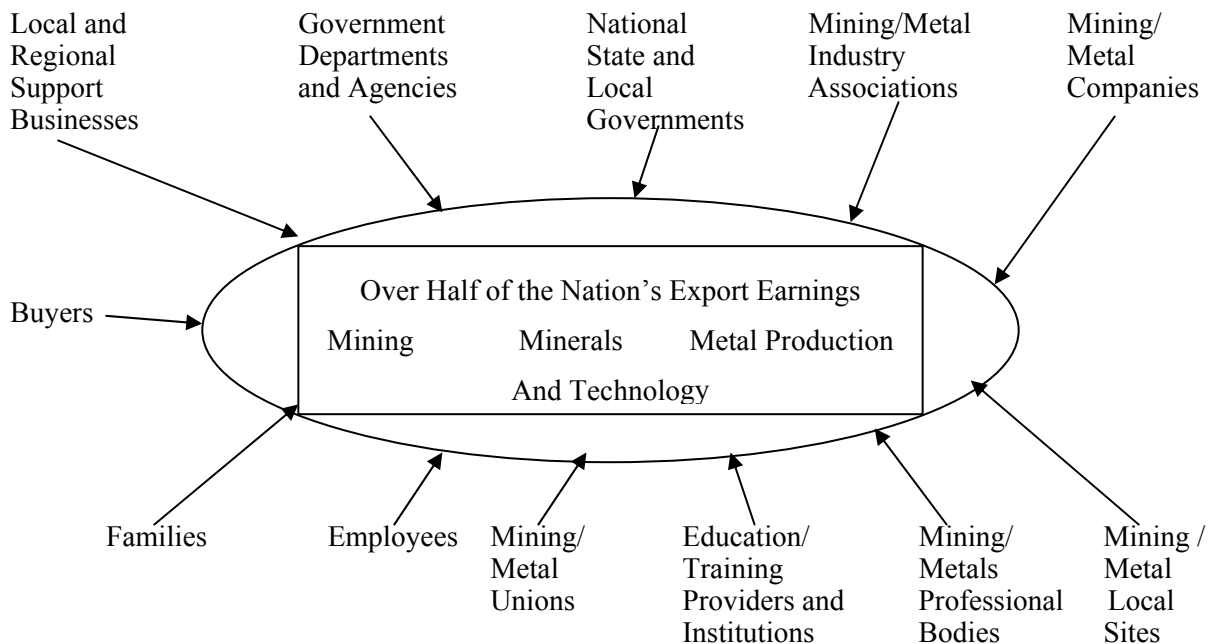 Local and
Regional
Support
Businesses
Government
Departments
and Agencies
National
State and
Local
Governments
Mining/Metal
Industry
Associations
Mining/
Metal
Companies
Buyers
Over Half of the Nation’s Export Earnings
Mining Minerals Metal Production
And Technology
Families
Employees
Mining/
Metal
Unions
Education/
Training
Providers and
Institutions
Mining/
Metals
Professional
Bodies
Mining /
Metal
Local
Sites